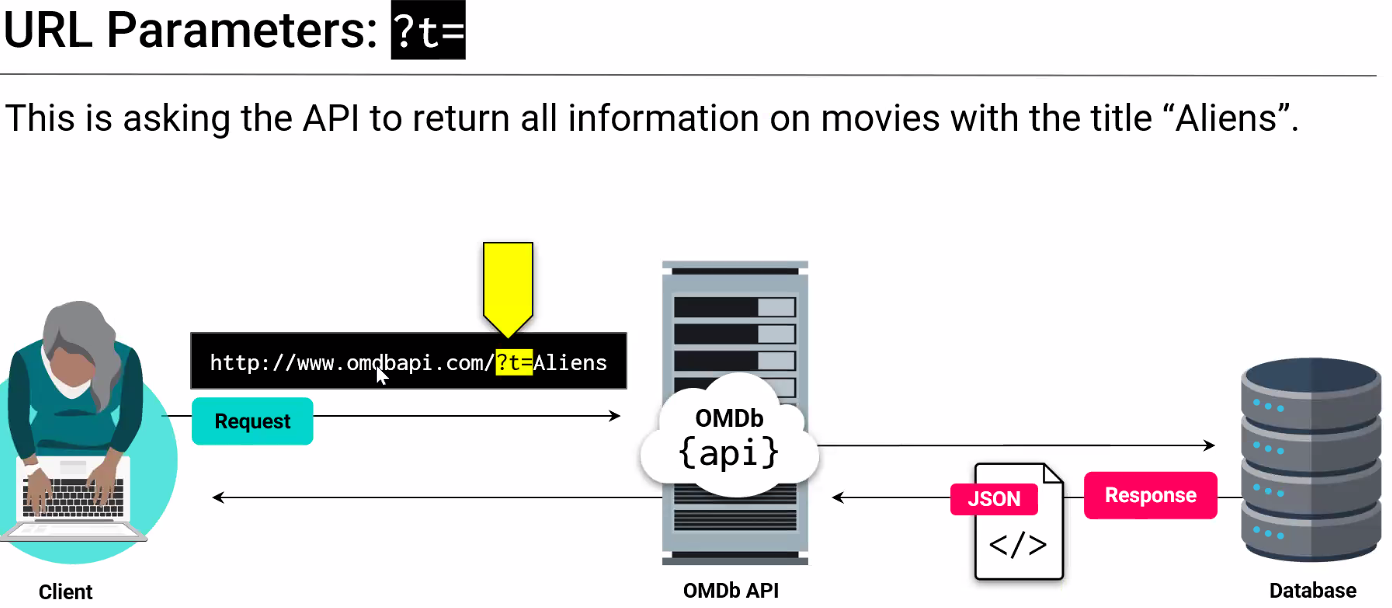 URL Parameters: ?t=
This is asking the API to return all information on movies with the title “Aliens”.
http://www.omdbapi.com/?t=Aliens
Request
OMDb
{api}
JSON
Response
</>
Client
OMDb API
Database